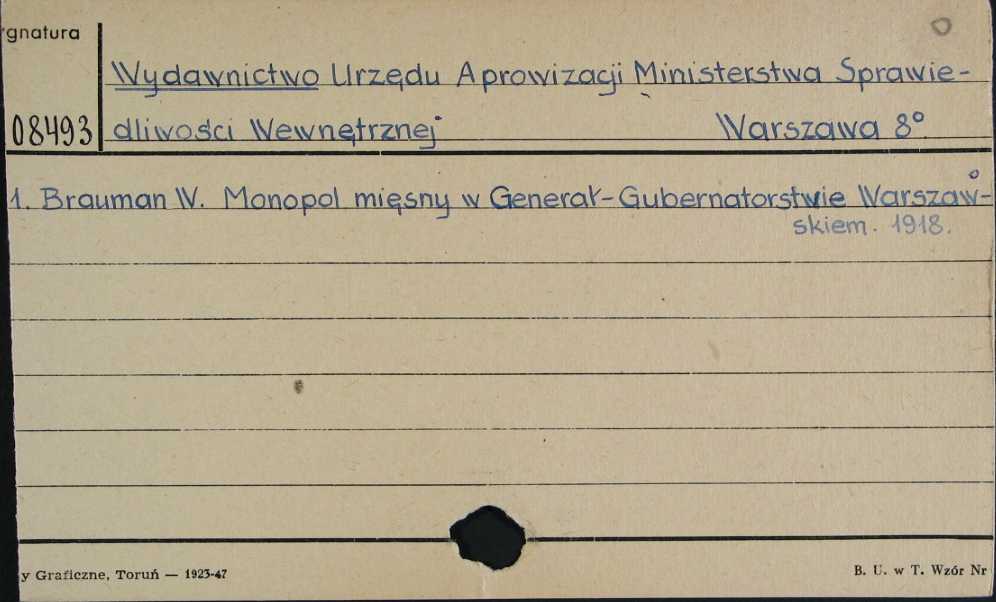 gnatura
Wydawnictwo Urzędu Aprowizacji Ministerstwa Sprawie-
08493 dliwości Wewnętrznej Warszawa 8°
1. Brauman W. Monopol mięsny w Generał-Gubernatorstwie Warszaw-
skiem. 1918.
y Graficzne, Toruń — 1923-47
B. U. w T. Wzór Nr